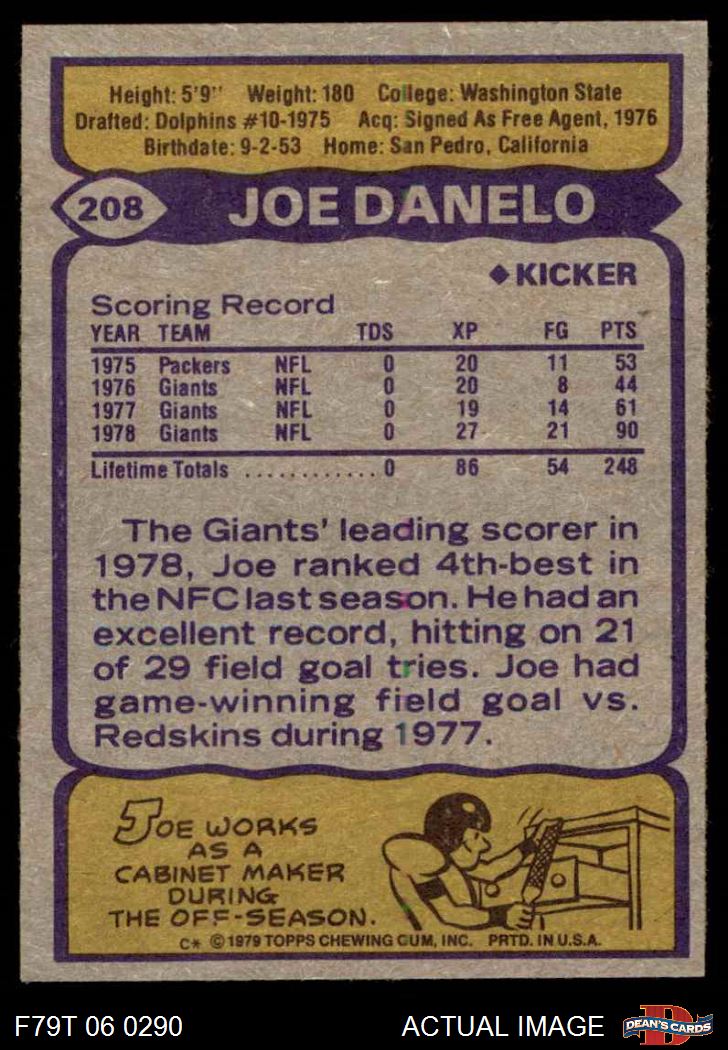 Height: 5'9" Weight: 180 College: Washington State
Drafted: Dolphins #10-1975 Acq: Signed As Free Agent, 1976
Birthdate: 9-2-53 Home: San Pedro, California
208 JOE DANELO
◆ KICKER
Scoring Record
YEAR TEAM TDS XP FG PTS
1975 Packers NFL 0 20 11 53
1976 Giants NFL 0 20 8 44
1977 Giants NFL 0 19 14 61
1978 Giants NFL 0 27 21 90
Lifetime Totals ............ 0 86 54 248
The Giants' leading scorer in
1978, Joe ranked 4th-best in
the NFC last season. He had an
excellent record, hitting on 21
of 29 field goal tries. Joe had
game-winning field goal vs.
Redskins during 1977.
JOE WORKS
AS A
CABINET MAKER
DURING
THE OFF-SEASON.
C* © 1979 TOPPS CHEWING GUM, INC. PRTD. IN U.S.A.
F79T 06 0290 ACTUAL IMAGE D DEAN'S CARDS